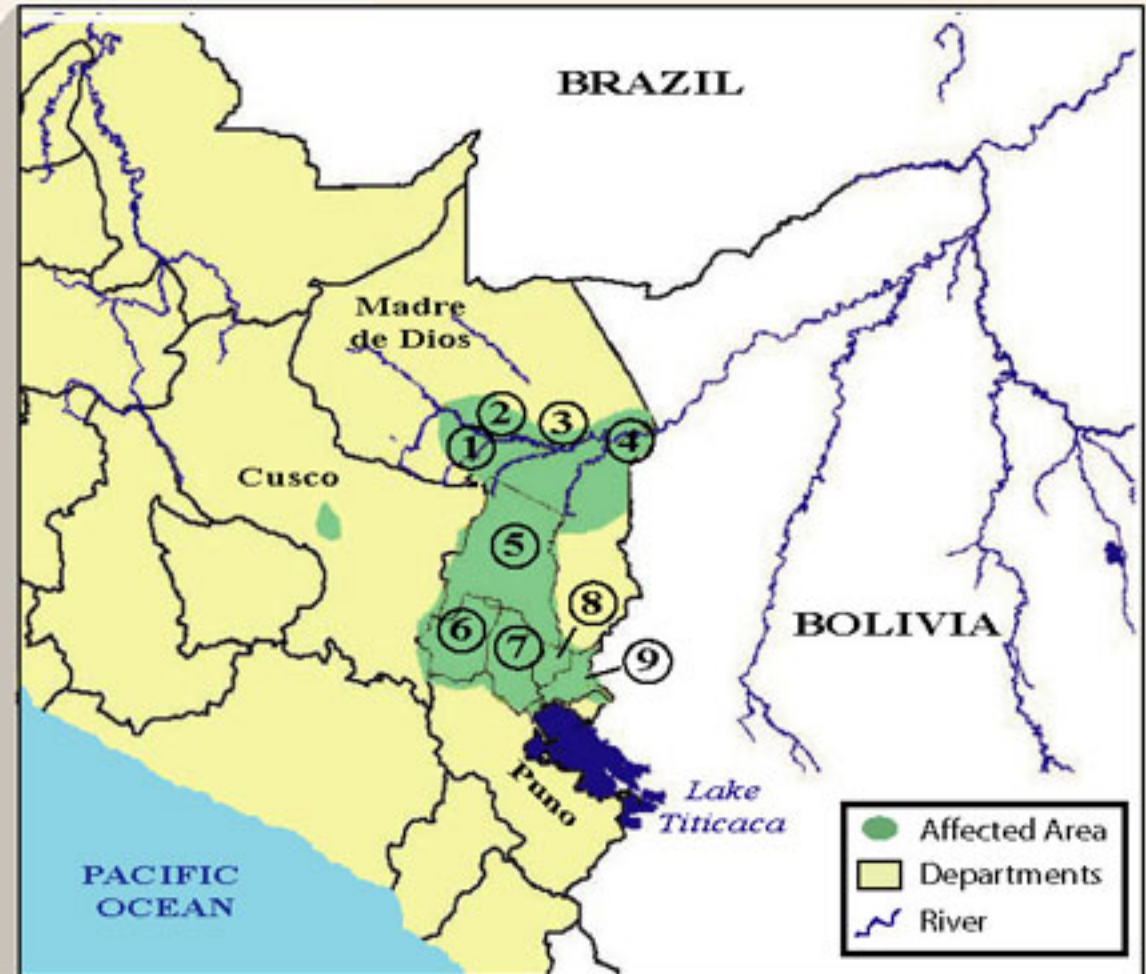 BRAZIL
Madre
de Dios
2
3
1
4
Cusco
5
8
6
7
BOLIVIA
9
Puno
Lake
Titicaca
PACIFIC
OCEAN
Affected Area
Departments
River